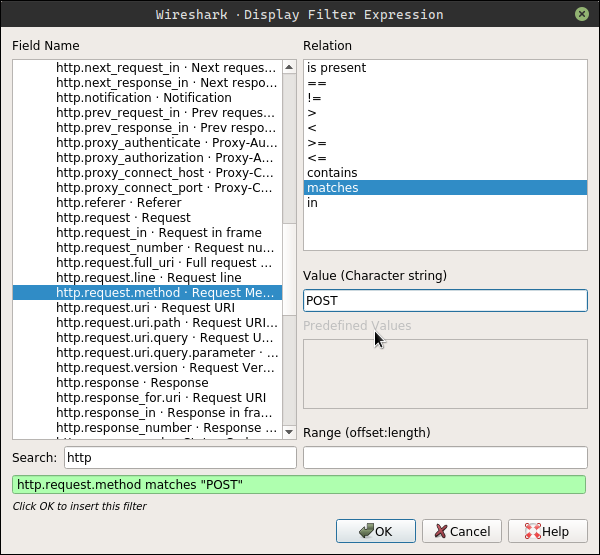 Wireshark · Display Filter Expression
Field Name
http.next_request_in · Next reques...
http.next_response_in · Next respo...
http.notification · Notification
http.prev_request_in · Prev reques...
http.prev_response_in · Prev respo...
http.proxy_authenticate · Proxy-Au...
http.proxy_authorization · Proxy-A...
http.proxy_connect_host · Proxy-C...
http.proxy_connect_port · Proxy-C...
http.referer · Referer
http.request · Request
http.request_in · Request in frame
http.request_number · Request nu...
http.request.full_uri · Full request ...
http.request.line · Request line
http.request.method · Request Me...
http.request.uri · Request URI
http.request.uri.path · Request URI...
http.request.uri.query · Request U...
http.request.uri.query.parameter · ...
http.request.version · Request Ver...
http.response · Response
http.response_for.uri · Request URI
http.response_in · Response in fra...
http.response_number · Response ...
Search: http
Relation
is present
==
!=
>
<
>=
<=
contains
matches
in
Value (Character string)
POST
Predefined Values
Range (offset:length)
http.request.method matches "POST"
Click OK to insert this filter
OK
Cancel
Help